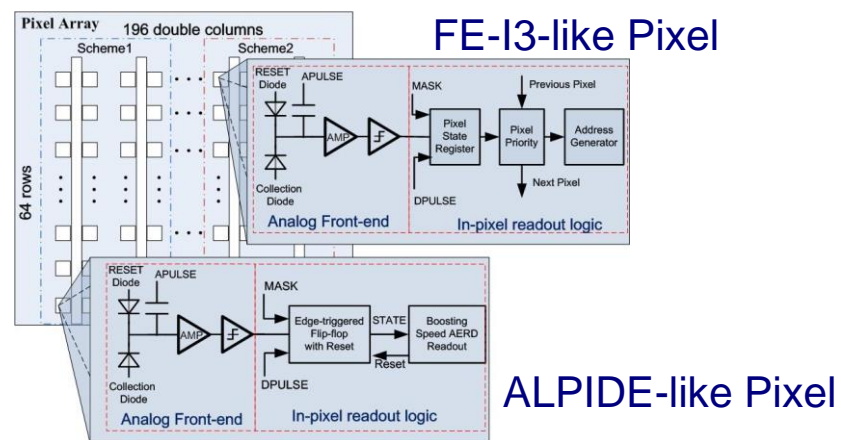 FE-I3-like Pixel
Pixel Array
196 double columns
Scheme1
Scheme2
64 rows
RESET
Diode
APULSE
MASK
Previous Pixel
AMP
Pixel
State
Register
Pixel
Priority
Address
Generator
Collection
Diode
DPULSE
Next Pixel
Analog Front-end
In-pixel readout logic
RESET
Diode
APULSE
MASK
AMP
Edge-triggered
Flip-flop
with Reset
STATE
Reset
Boosting
Speed AERD
Readout
Collection
Diode
DPULSE
Analog Front-end
In-pixel readout logic
ALPIDE-like Pixel